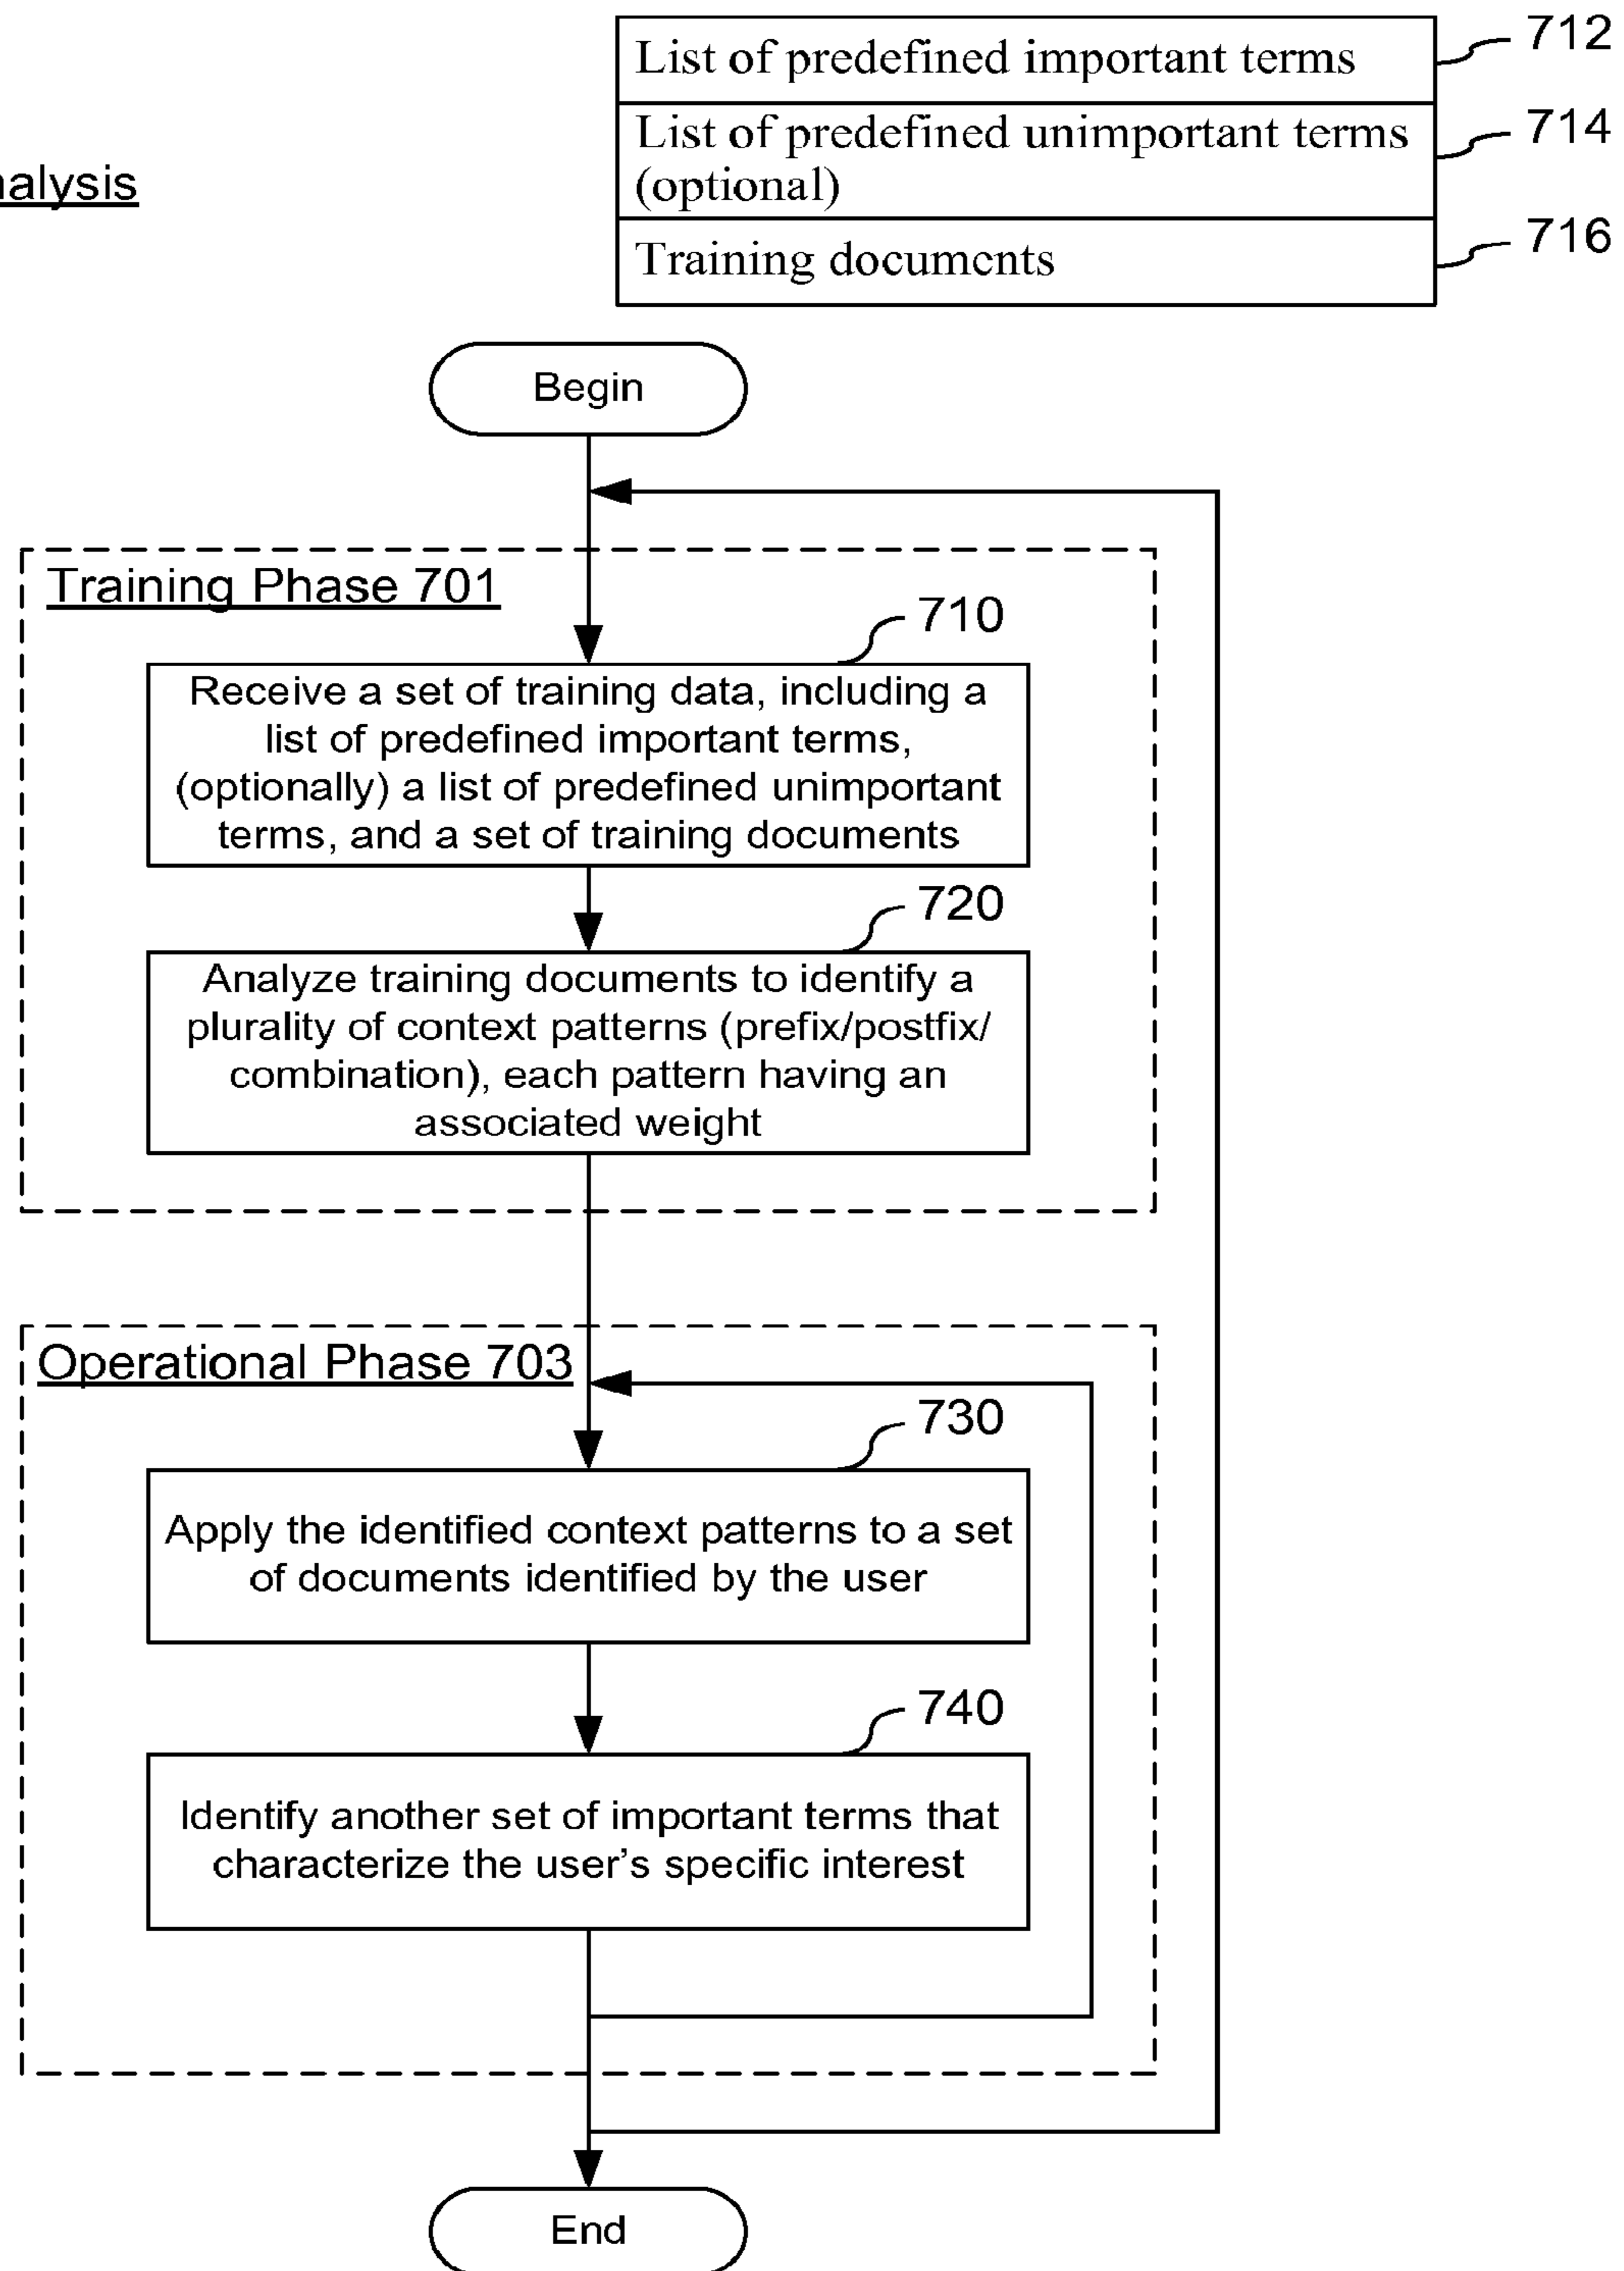 List of predefined important terms
712
List of predefined unimportant terms
(optional)
714
Training documents
716
Begin
Training Phase 701
710
Receive a set of training data, including a
list of predefined important terms,
(optionally) a list of predefined unimportant
terms, and a set of training documents
720
Analyze training documents to identify a
plurality of context patterns (prefix/postfix/
combination), each pattern having an
associated weight
Operational Phase 703
730
Apply the identified context patterns to a set
of documents identified by the user
740
Identify another set of important terms that
characterize the user's specific interest
End